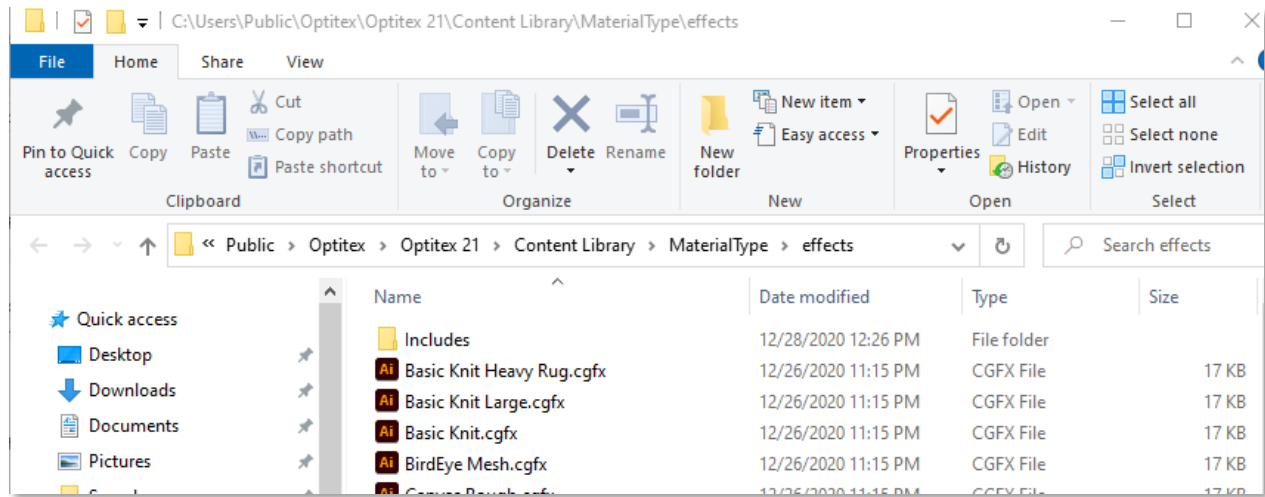 C:\Users\Public\Optitex\Optitex 21\Content Library\MaterialType\effects
File Home Share View
Pin to Quick access
Copy
Paste
Cut
Copy path
Paste shortcut
Clipboard
Move to
Copy to
Delete
Rename
Organize
New folder
New item
Easy access
New
Properties
Open
Edit
History
Open
Select all
Select none
Invert selection
Select
« Public > Optitex > Optitex 21 > Content Library > MaterialType > effects
Search effects
Quick access
Desktop
Downloads
Documents
Pictures
Name Date modified Type Size
Includes 12/28/2020 12:26 PM File folder
Ai Basic Knit Heavy Rug.cgfx 12/26/2020 11:15 PM CGFX File 17 KB
Ai Basic Knit Large.cgfx 12/26/2020 11:15 PM CGFX File 17 KB
Ai Basic Knit.cgfx 12/26/2020 11:15 PM CGFX File 17 KB
Ai BirdEye Mesh.cgfx 12/26/2020 11:15 PM CGFX File 17 KB